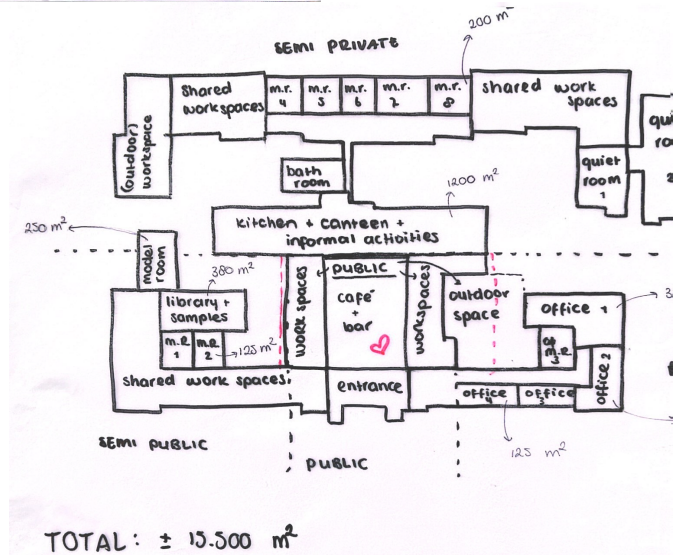 200 m²
SEMI PRIVATE
Shared
workspaces
m.r.
4
m.r.
5
m.r.
6
m.r.
7
m.r.
8
shared work
spaces
(outdoor)
workspace
bath
room
quiet
room
1
1200 m²
kitchen + canteen +
informal activities
250 m²
model
room
380 m²
library +
samples
m.r
1
m.r
2
125 m²
shared work spaces
work spaces
PUBLIC
café
+
bar
workspaces
outdoor
space
office 1
m.r
3
office 2
entrance
office
4
office
3
125 m²
SEMI PUBLIC
PUBLIC
TOTAL: ± 15.500 m²